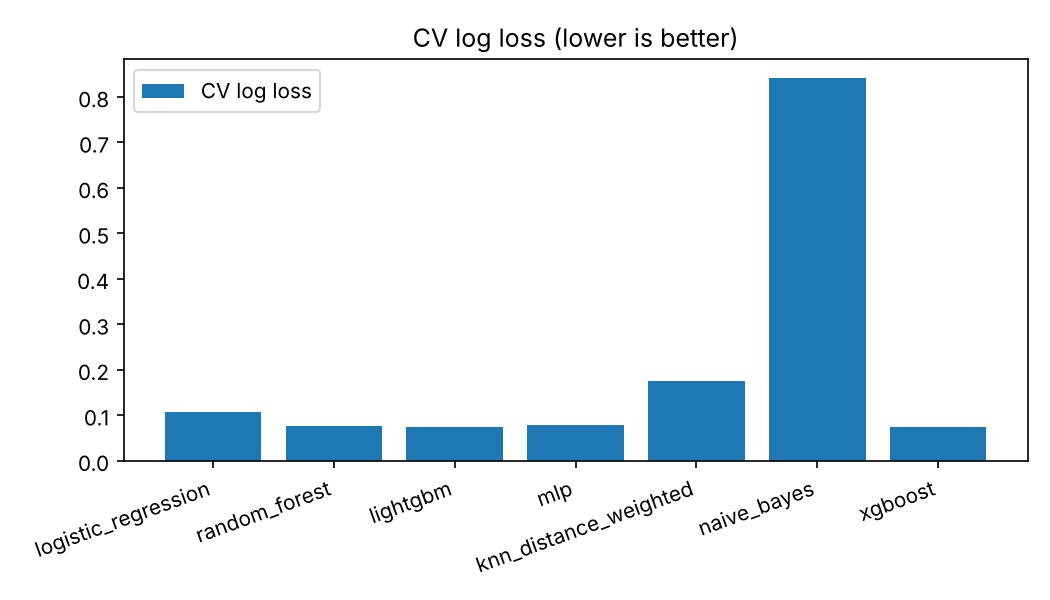 CV log loss (lower is better)
CV log loss
0.8
0.7
0.6
0.5
0.4
0.3
0.2
0.1
0.0
logistic_regression
random_forest
lightgbm
mlp
knn_distance_weighted
naive_bayes
xgboost